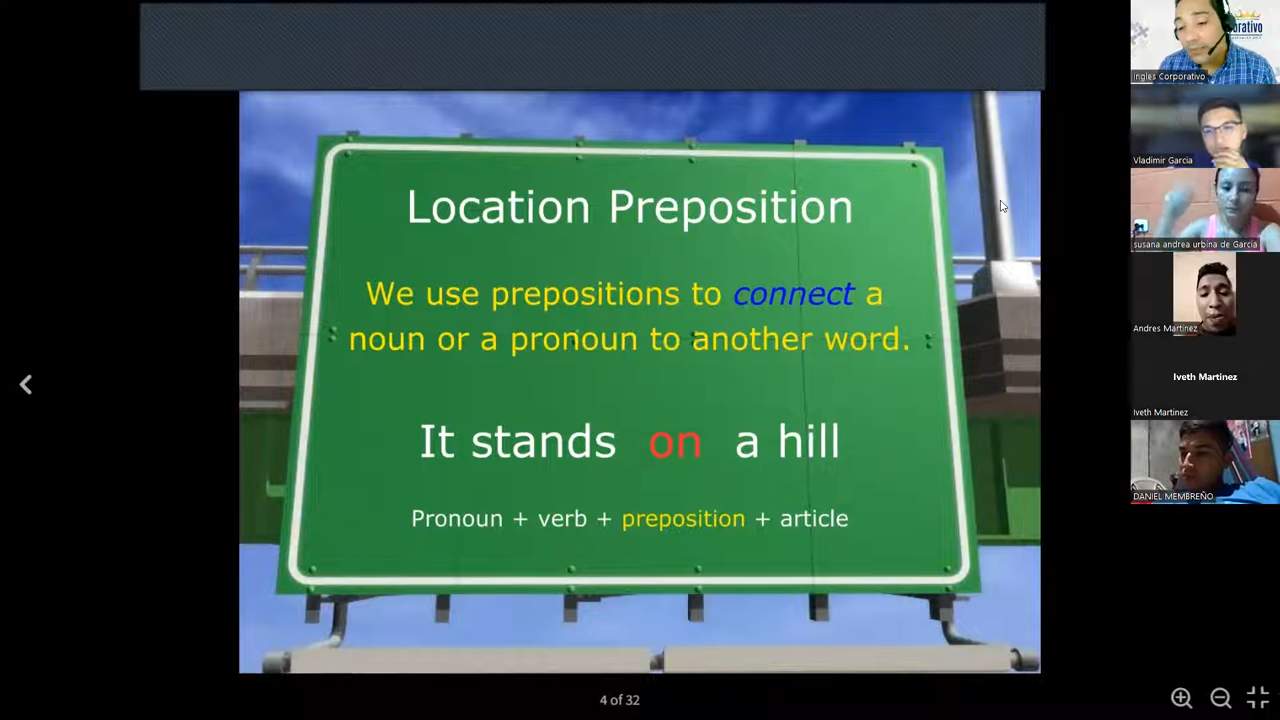 Location Preposition
We use prepositions to connect a
noun or a pronoun to another word.
It stands on a hill
Pronoun + verb + preposition + article
4 of 32
orativo
Ingles Corporativo
Vladimir Garcia
susana andrea urbina de Garcia
Andres Martinez
Iveth Martinez
Iveth Martinez
DANIEL MEMBREÑO